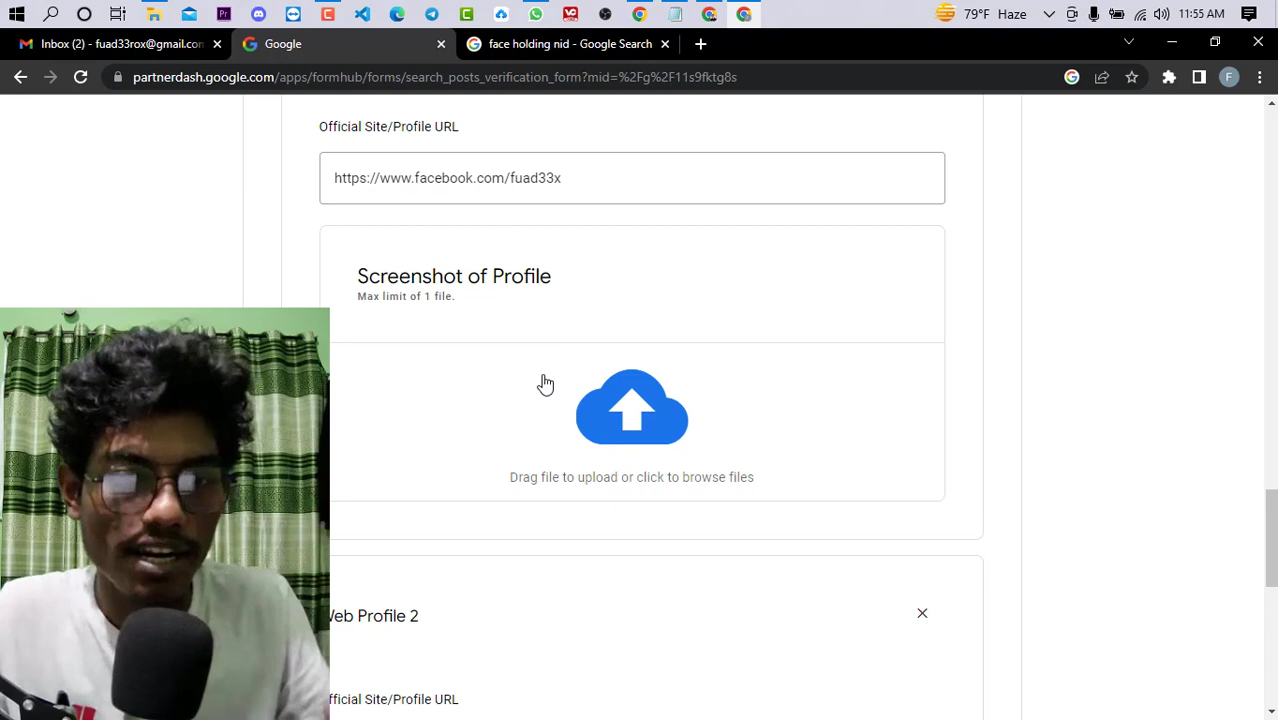 79°F Haze
11:55 AM
Inbox (2) - fuad33rox@gmail.con
Google
face holding nid - Google Search
partnerdash.google.com/apps/formhub/forms/search_posts_verification_form?mid=%2Fg%2F11s9fktg8s
F
Official Site/Profile URL
https://www.facebook.com/fuad33x
Screenshot of Profile
Max limit of 1 file.
Drag file to upload or click to browse files
Web Profile 2
fficial Site/Profile URL